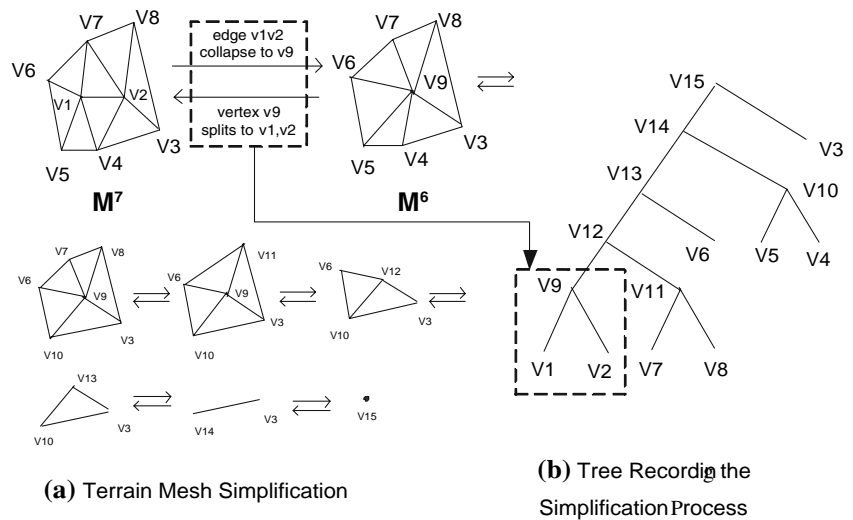 V8
V7
V6
V1
V2
V3
V5
V4
M7
edge v1v2
collapse to v9
vertex v9
splits to v1,v2
V8
V7
V6
V9
V3
V5
V4
M6
V7
V8
V6
V9
V3
V10
V11
V6
V9
V3
V10
V6
V12
V10
V3
V13
V10
V3
V14
V3
V15
(a) Terrain Mesh Simplification
V15
V14
V3
V13
V10
V12
V6
V5
V4
V9
V11
V1
V2
V7
V8
(b) Tree Recording the
Simplification Process